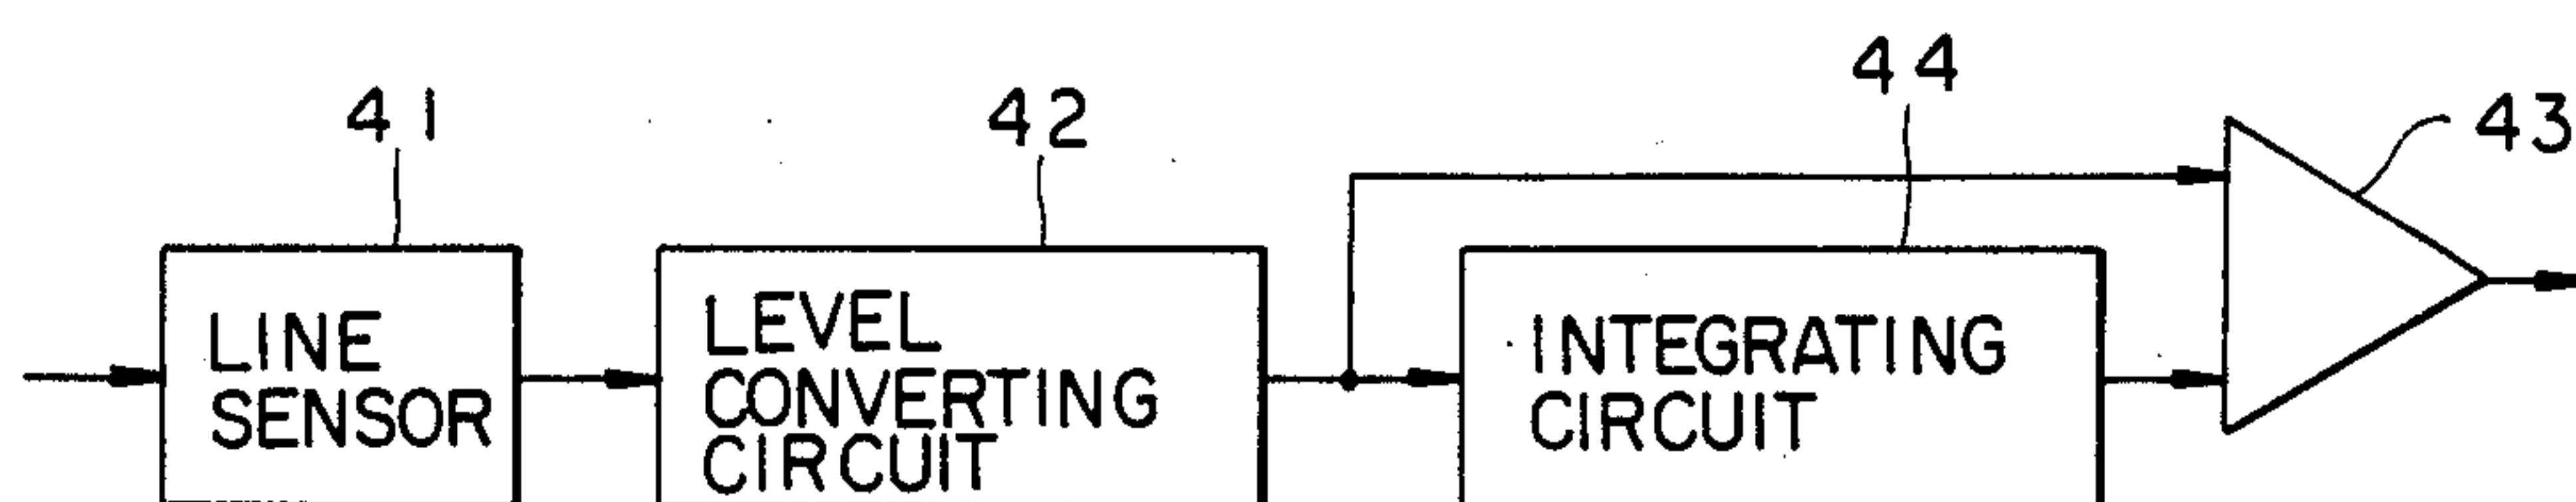 41
42
44
43
LINE
SENSOR
LEVEL
CONVERTING
CIRCUIT
INTEGRATING
CIRCUIT